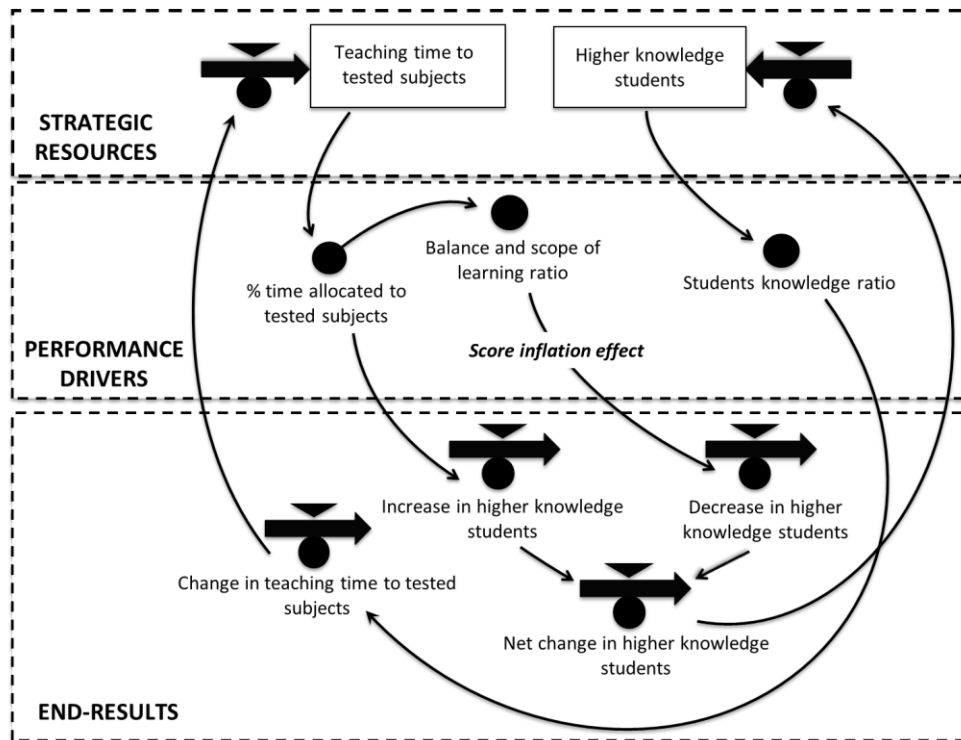 Teaching time to
tested subjects
Higher knowledge
students
STRATEGIC
RESOURCES
Balance and scope of
learning ratio
% time allocated to
tested subjects
Students knowledge ratio
Score inflation effect
PERFORMANCE
DRIVERS
Increase in higher knowledge
students
Decrease in higher
knowledge students
Change in teaching time to tested
subjects
Net change in higher knowledge
students
END-RESULTS